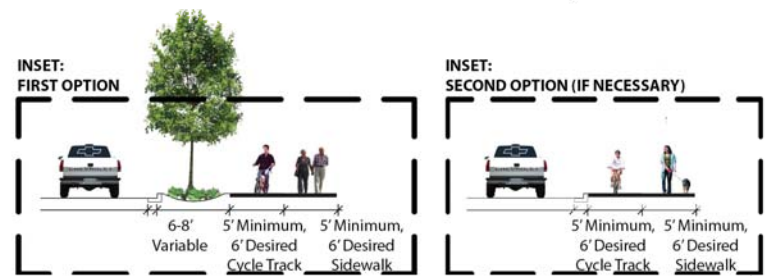 INSET:
FIRST OPTION
6-8'
Variable
5' Minimum,
6' Desired
Cycle Track
5' Minimum,
6' Desired
Sidewalk
INSET:
SECOND OPTION (IF NECESSARY)
5' Minimum,
6' Desired
Cycle Track
5' Minimum,
6' Desired
Sidewalk